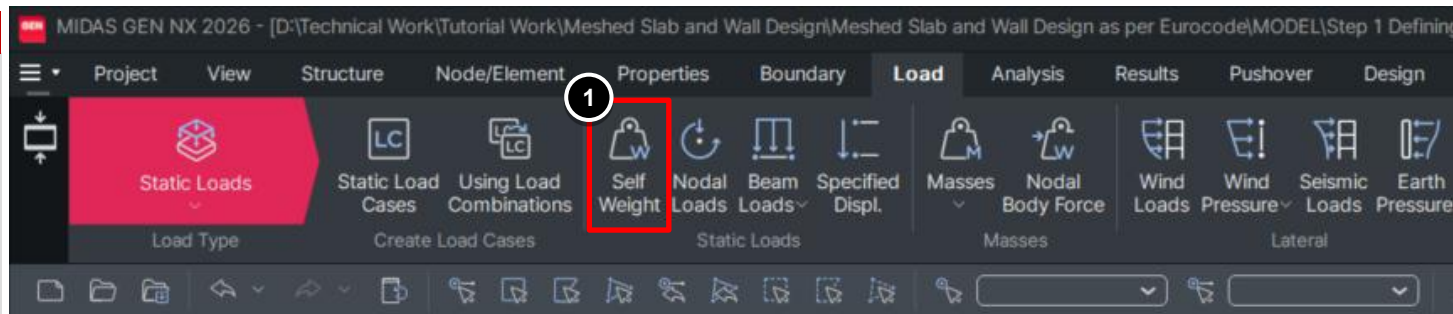 GEN MIDAS GEN NX 2026 - [D:\Technical Work\Tutorial Work\Meshed Slab and Wall Design\Meshed Slab and Wall Design as per Eurocode\MODEL\Step 1 Defining
Project View Structure Node/Element Properties Boundary Load Analysis Results Pushover Design
1
LC LC W M W
Static Loads
Static Load Cases
Using Load Combinations
Self Weight
Nodal Loads
Beam Loads
Specified Displ.
Masses
Nodal Body Force
Wind Loads
Wind Pressure
Seismic Loads
Earth Pressure
Load Type Create Load Cases Static Loads Masses Lateral